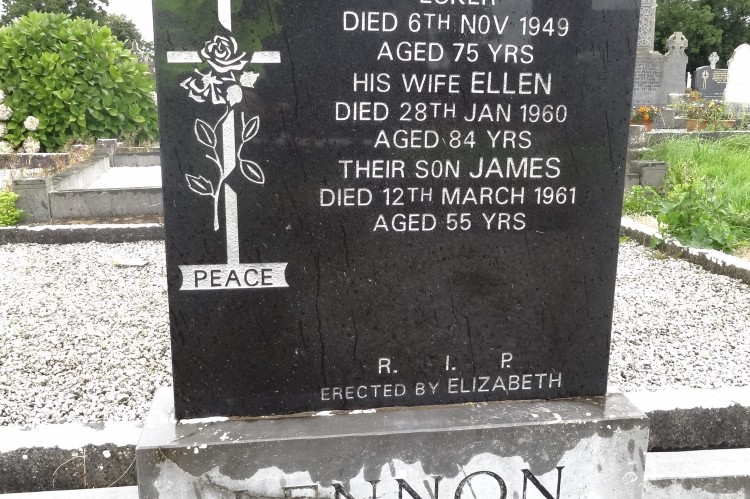 DIED 6TH NOV 1949
AGED 75 YRS
HIS WIFE ELLEN
DIED 28TH JAN 1960
AGED 84 YRS
THEIR SON JAMES
DIED 12TH MARCH 1961
AGED 55 YRS
PEACE
R. I. P.
ERECTED BY ELIZABETH
LENNON